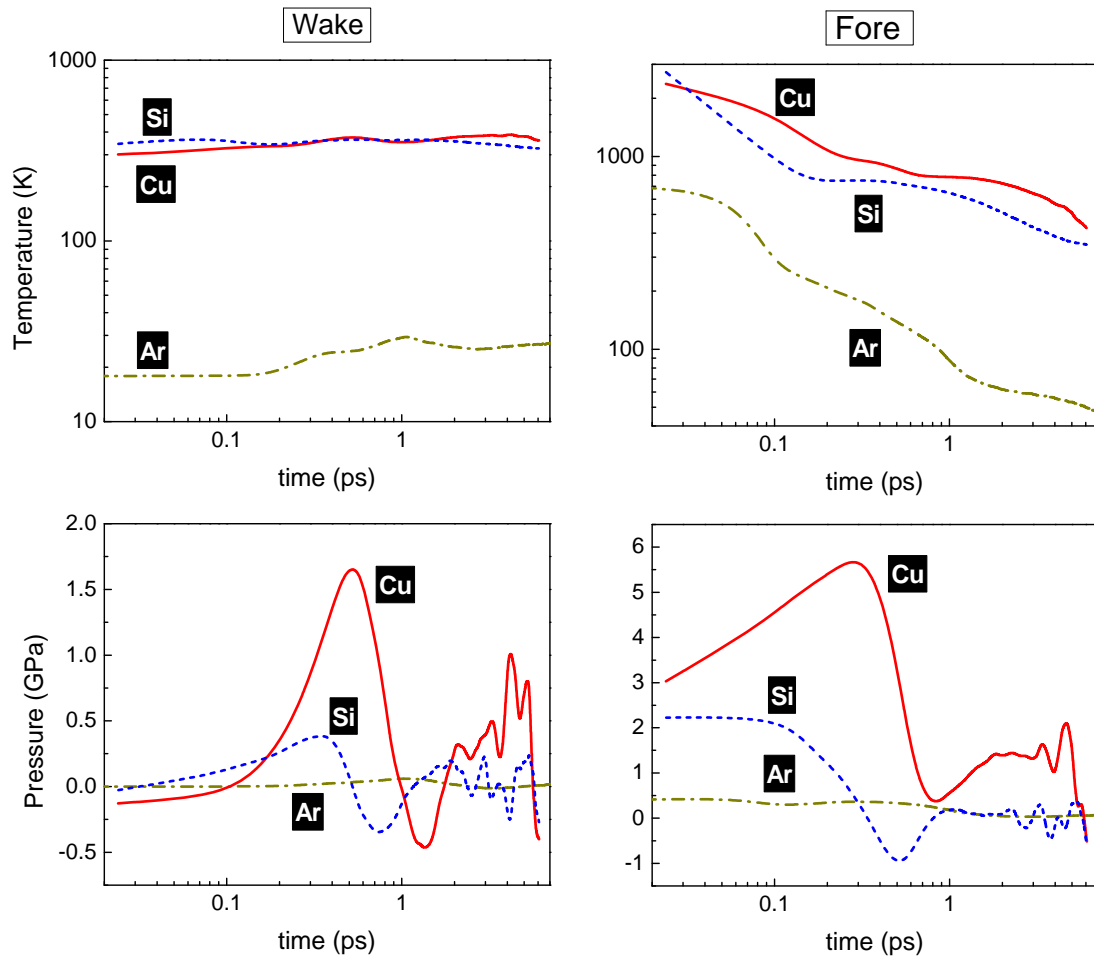 Wake
1000
100
10
Temperature (K)
Si
Cu
Ar
0.1
1
time (ps)
Fore
1000
100
Cu
Si
Ar
0.1
1
time (ps)
2.0
1.5
1.0
0.5
0.0
-0.5
Pressure (GPa)
Cu
Si
Ar
0.1
1
time (ps)
6
5
4
3
2
1
0
-1
Cu
Si
Ar
0.1
1
time (ps)